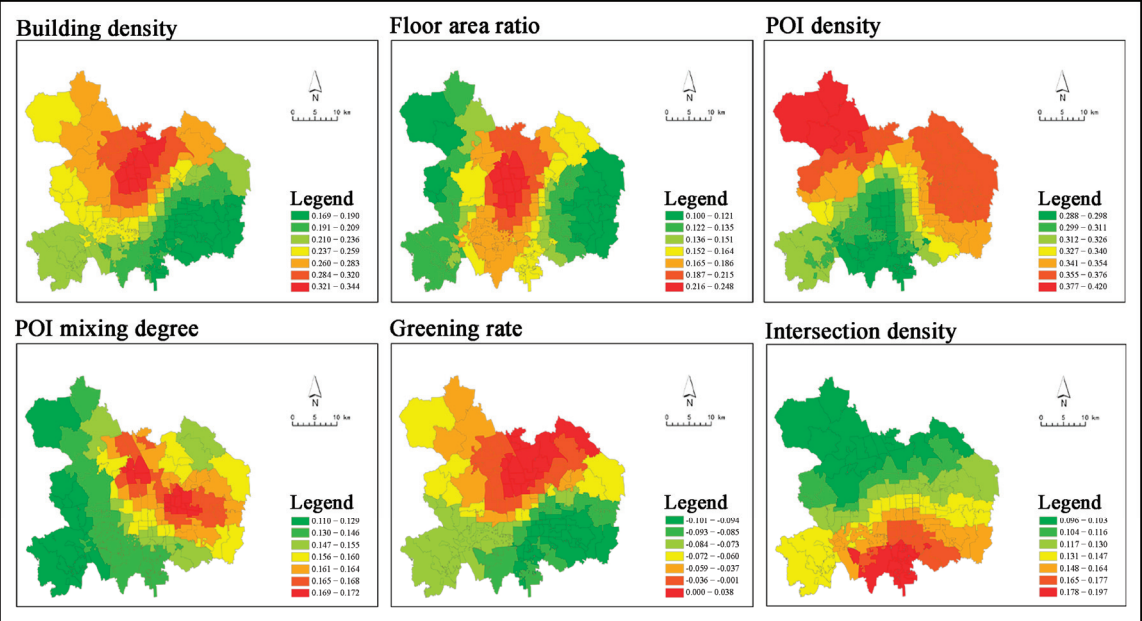 Building density
N
0 5 10 km
Legend
0.169 – 0.190
0.191 – 0.209
0.210 – 0.236
0.237 – 0.259
0.260 – 0.283
0.284 – 0.320
0.321 – 0.344
Floor area ratio
N
0 5 10 km
Legend
0.100 – 0.121
0.122 – 0.135
0.136 – 0.151
0.152 – 0.164
0.165 – 0.186
0.187 – 0.215
0.216 – 0.248
POI density
N
0 5 10 km
Legend
0.288 – 0.298
0.299 – 0.311
0.312 – 0.326
0.327 – 0.340
0.341 – 0.354
0.355 – 0.376
0.377 – 0.420
POI mixing degree
N
0 5 10 km
Legend
0.110 – 0.129
0.130 – 0.146
0.147 – 0.155
0.156 – 0.160
0.161 – 0.164
0.165 – 0.168
0.169 – 0.172
Greening rate
N
0 5 10 km
Legend
-0.101 – -0.094
-0.093 – -0.085
-0.084 – -0.073
-0.072 – -0.060
-0.059 – -0.037
-0.036 – -0.001
0.000 – 0.038
Intersection density
N
0 5 10 km
Legend
0.096 – 0.103
0.104 – 0.116
0.117 – 0.130
0.131 – 0.147
0.148 – 0.164
0.165 – 0.177
0.178 – 0.197